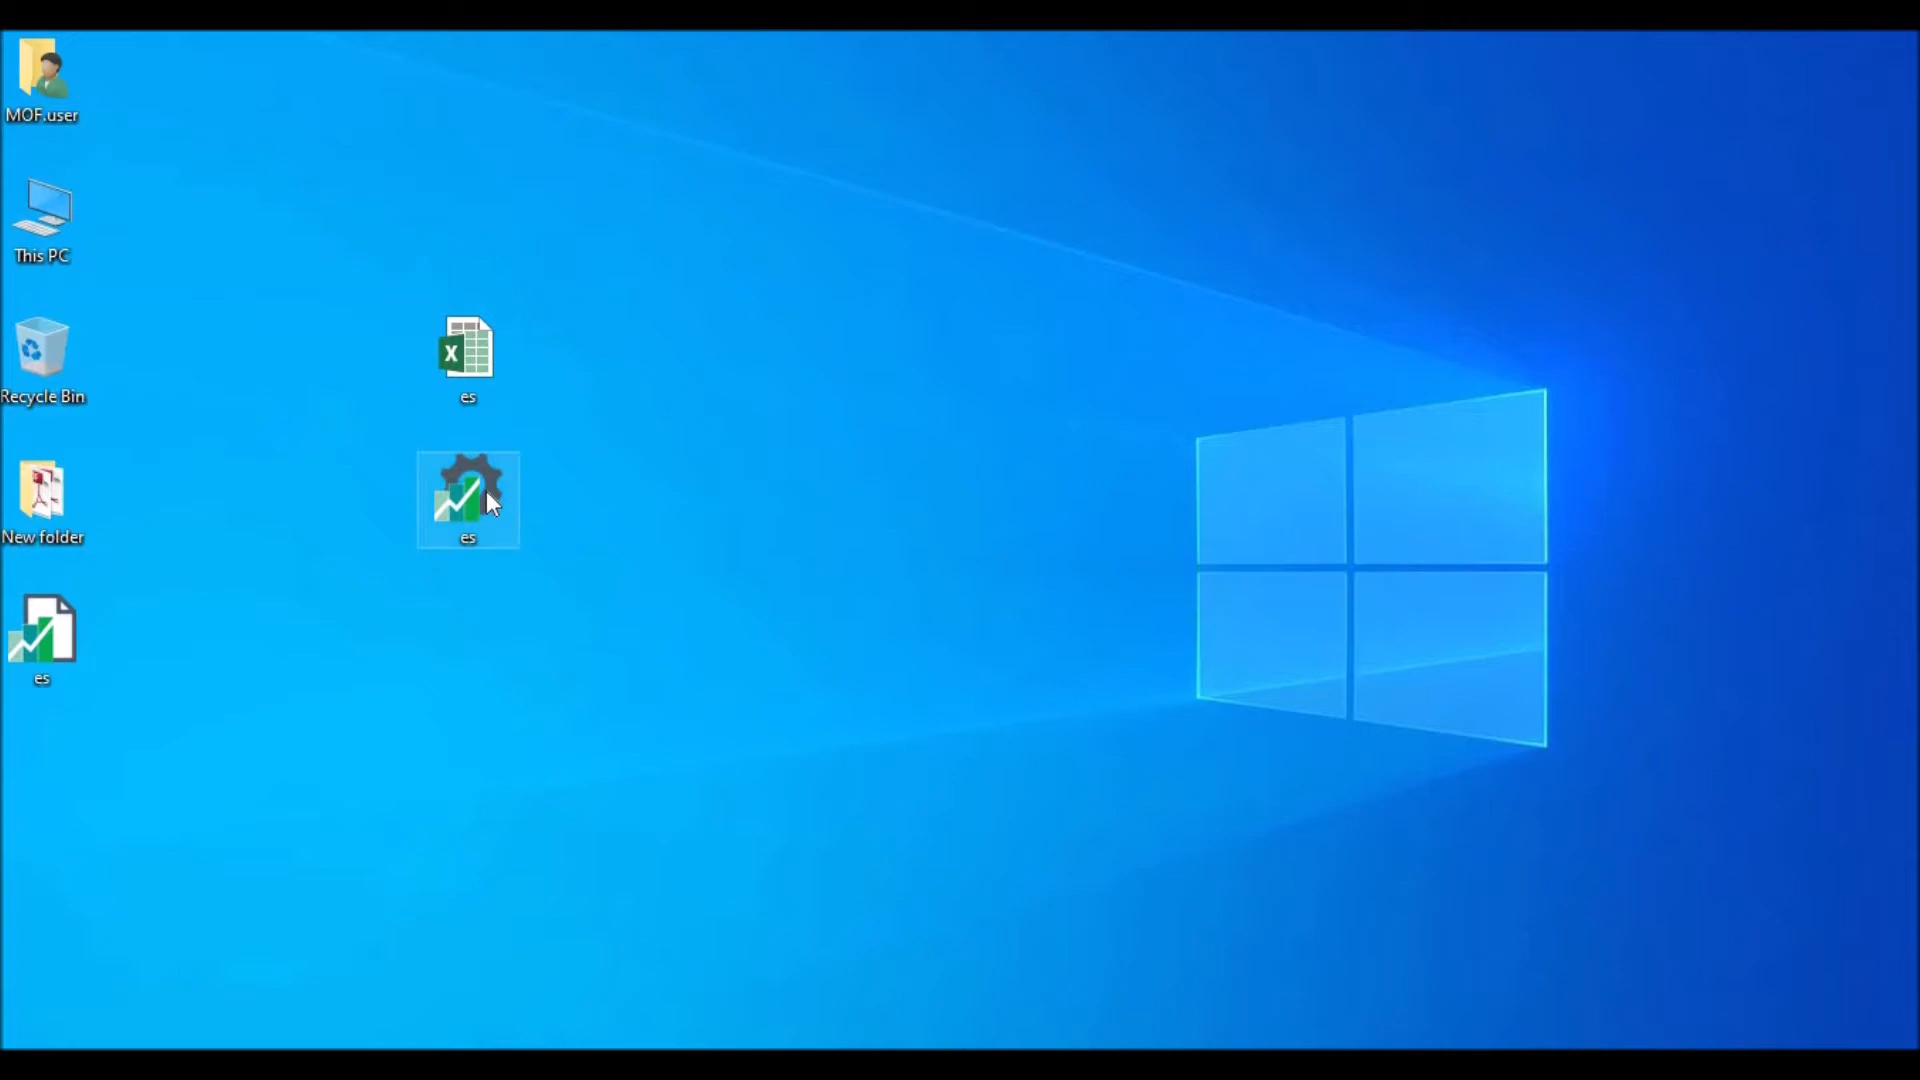 MOF.user
This PC
Recycle Bin
New folder
es
X
es
es